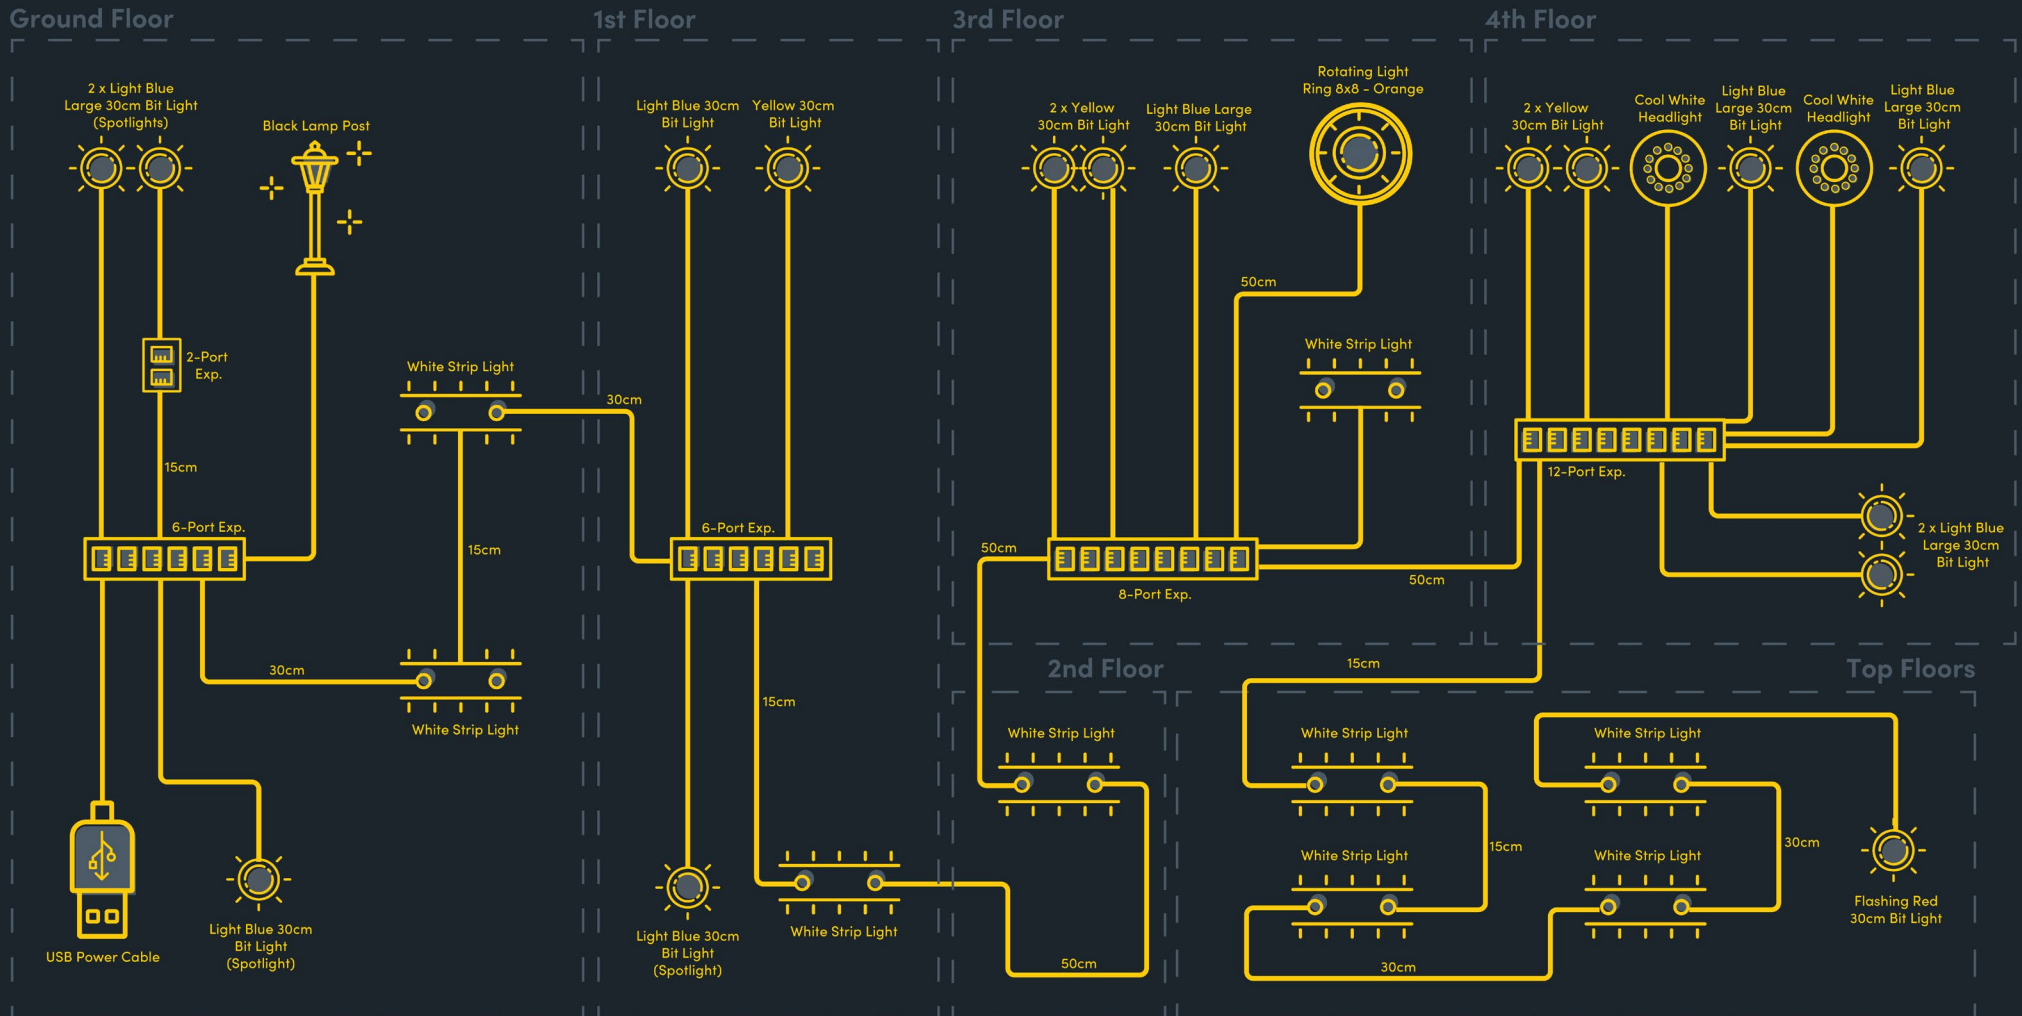 Ground Floor
2 x Light Blue
Large 30cm Bit Light
(Spotlights)
Black Lamp Post
2-Port
Exp.
White Strip Light
15cm
6-Port Exp.
15cm
30cm
White Strip Light
USB Power Cable
Light Blue 30cm
Bit Light
(Spotlight)
1st Floor
Light Blue 30cm
Bit Light
Yellow 30cm
Bit Light
30cm
6-Port Exp.
15cm
Light Blue 30cm
Bit Light
(Spotlight)
White Strip Light
3rd Floor
2 x Yellow
30cm Bit Light
Light Blue Large
30cm Bit Light
Rotating Light
Ring 8x8 - Orange
50cm
White Strip Light
50cm
8-Port Exp.
50cm
4th Floor
2 x Yellow
30cm Bit Light
Cool White
Headlight
Light Blue
Large 30cm
Bit Light
Cool White
Headlight
Light Blue
Large 30cm
Bit Light
12-Port Exp.
2 x Light Blue
Large 30cm
Bit Light
2nd Floor
White Strip Light
50cm
15cm
Top Floors
White Strip Light
White Strip Light
15cm
30cm
White Strip Light
White Strip Light
30cm
Flashing Red
30cm Bit Light